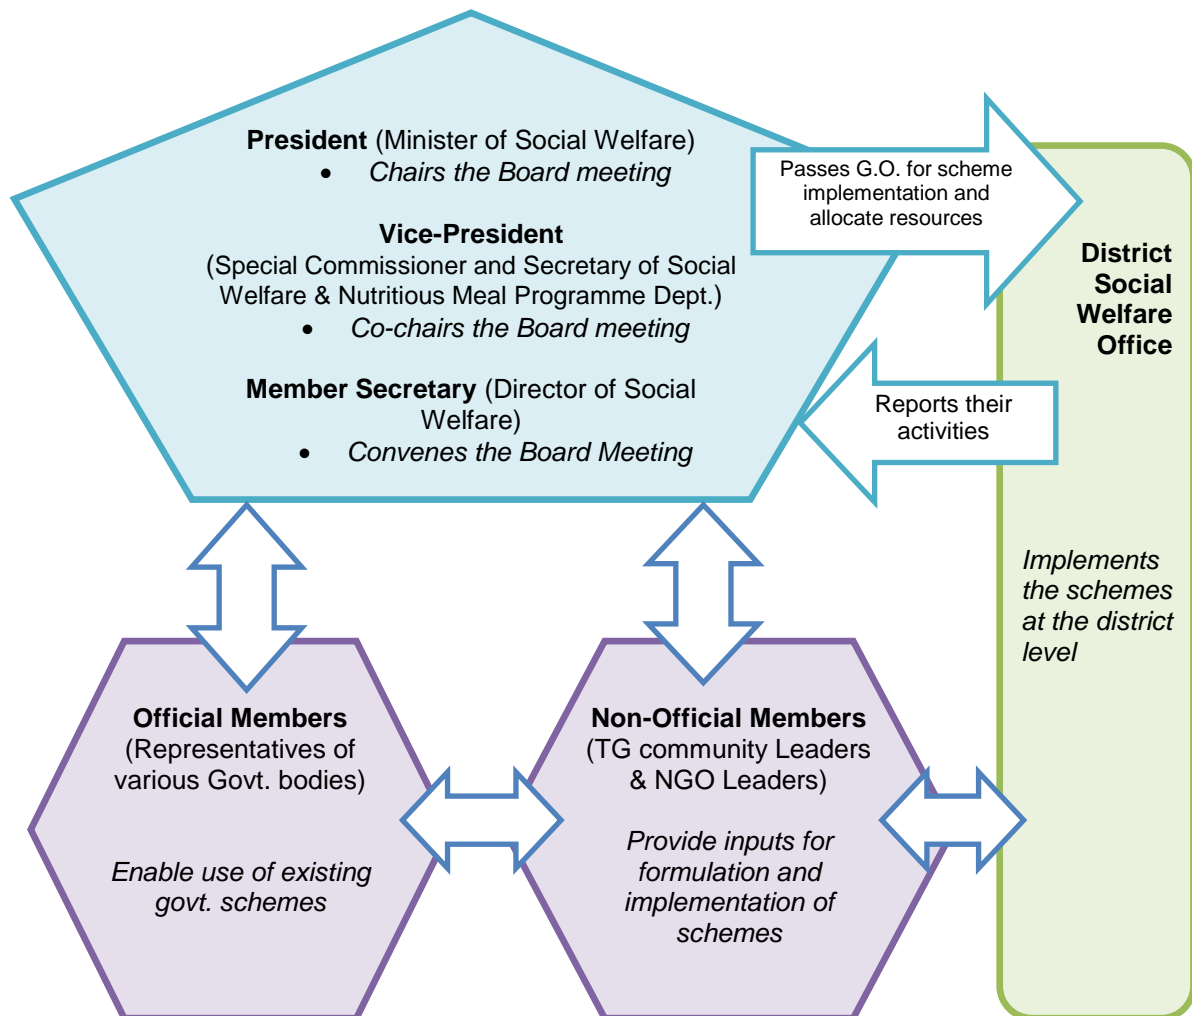 President (Minister of Social Welfare)
• Chairs the Board meeting
Vice-President
(Special Commissioner and Secretary of Social
Welfare & Nutritious Meal Programme Dept.)
• Co-chairs the Board meeting
Member Secretary (Director of Social
Welfare)
• Convenes the Board Meeting
Passes G.O. for scheme
implementation and
allocate resources
Reports their
activities
District
Social
Welfare
Office
Implements
the schemes
at the district
level
Official Members
(Representatives of
various Govt. bodies)
Enable use of existing
govt. schemes
Non-Official Members
(TG community Leaders
& NGO Leaders)
Provide inputs for
formulation and
implementation of
schemes